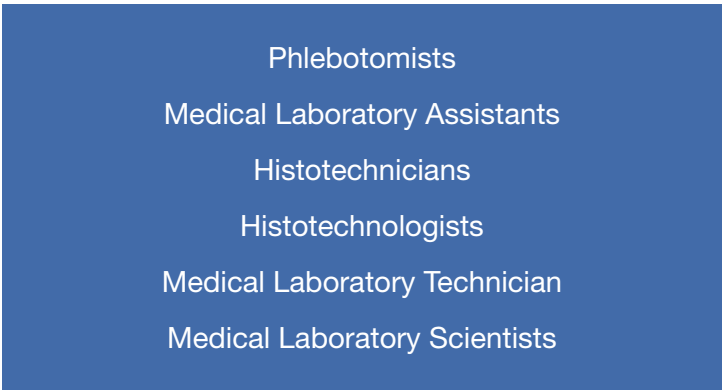 Phlebotomists
Medical Laboratory Assistants
Histotechnicians
Histotechnologists
Medical Laboratory Technician
Medical Laboratory Scientists